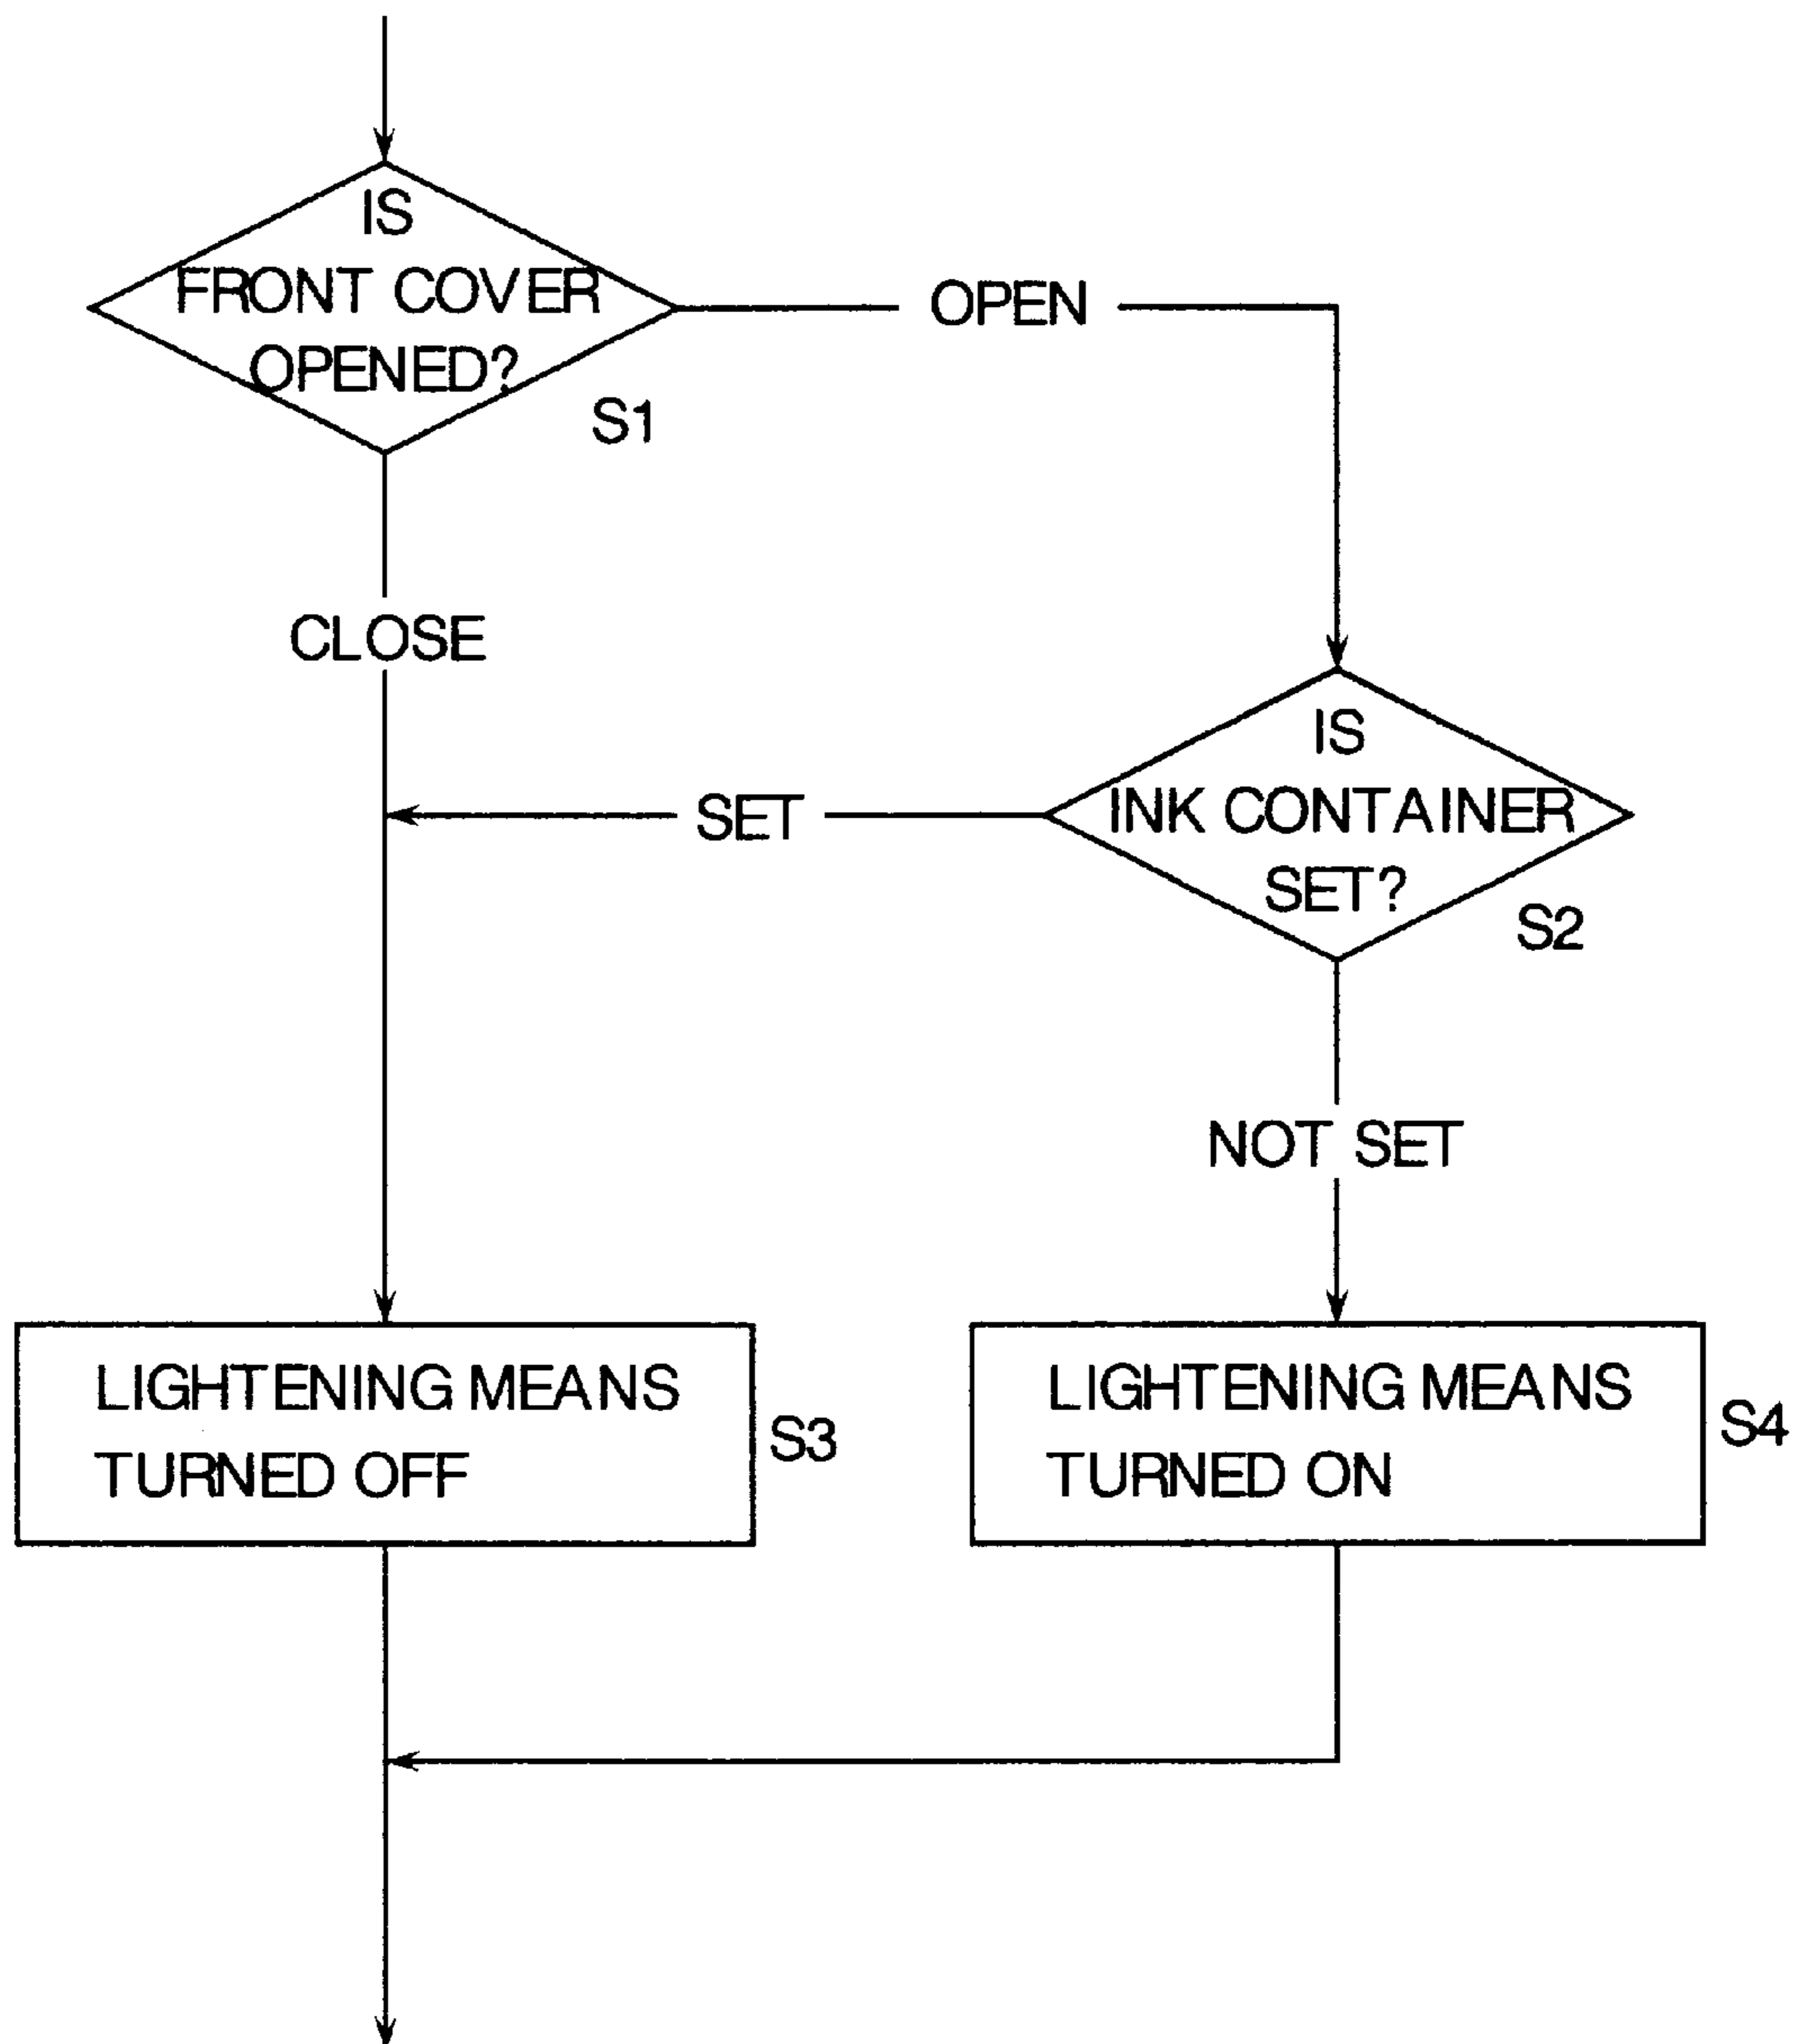 IS
FRONT COVER
OPENED?
S1
OPEN
CLOSE
IS
INK CONTAINER
SET?
S2
SET
NOT SET
LIGHTENING MEANS
TURNED OFF
S3
LIGHTENING MEANS
TURNED ON
S4